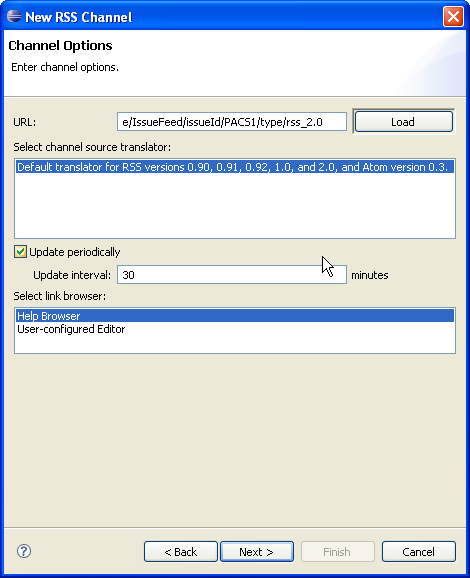 New RSS Channel
Channel Options
Enter channel options.
URL: e/IssueFeed/issueId/PACS1/type/rss_2.0 Load
Select channel source translator:
Default translator for RSS versions 0.90, 0.91, 0.92, 1.0, and 2.0, and Atom version 0.3.
Update periodically
Update interval: 30 minutes
Select link browser:
Help Browser
User-configured Editor
? < Back Next > Finish Cancel